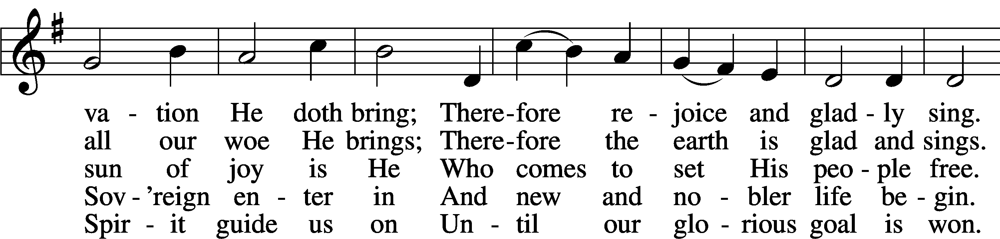 va - tion He doth bring; There-fore re - joice and glad - ly sing.
all our woe He brings; There-fore the earth is glad and sings.
sun of joy is He Who comes to set His peo - ple free.
Sov - ’reign en - ter in And new and no - bler life be - gin.
Spir - it guide us on Un - til our glo - rious goal is won.